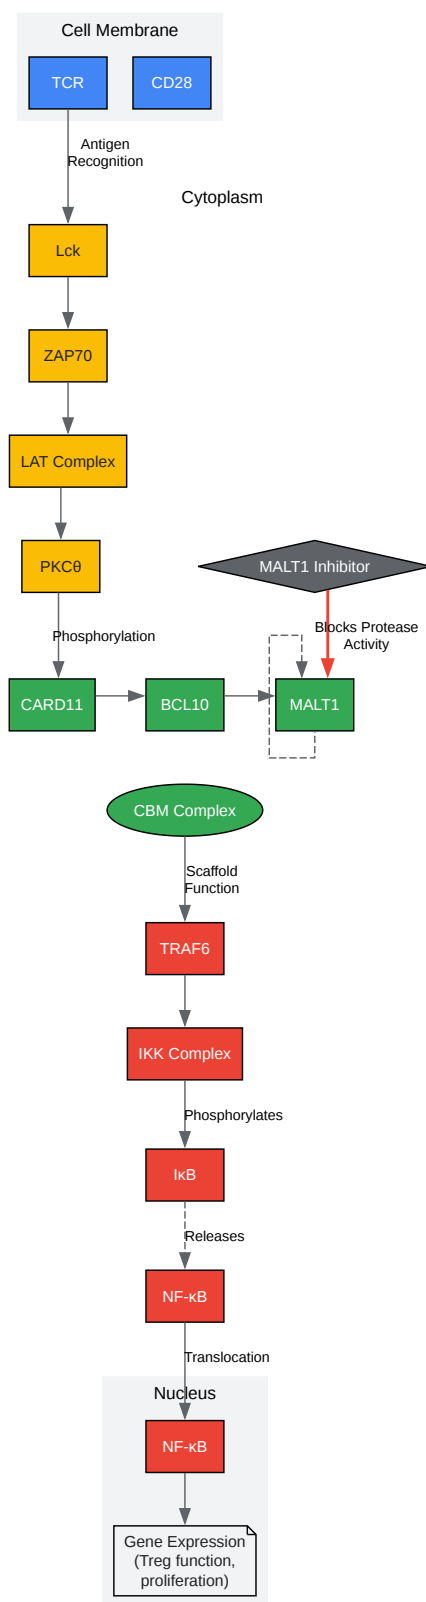 Cell Membrane
TCR
CD28
Antigen
Recognition
Cytoplasm
Lck
ZAP70
LAT Complex
PKCθ
MALT1 Inhibitor
Phosphorylation
Blocks Protease
Activity
CARD11
BCL10
MALT1
CBM Complex
Scaffold
Function
TRAF6
IKK Complex
Phosphorylates
IκB
Releases
NF-κB
Translocation
Nucleus
NF-κB
Gene Expression
(Treg function,
proliferation)